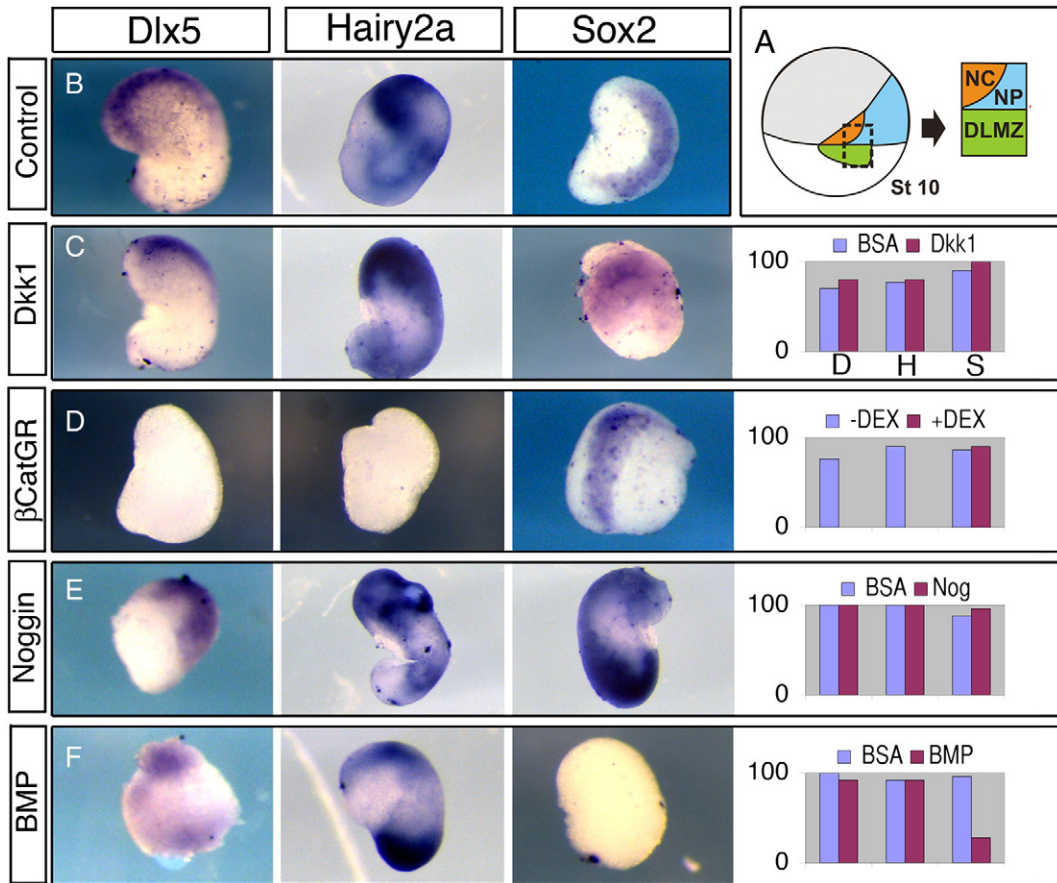 Dlx5 Hairy2a Sox2
A
NC
NP
DLMZ
St 10
Control
B
Dkk1
C
BSA Dkk1
100
0
D H S
βCatGR
D
-DEX +DEX
100
0
Noggin
E
BSA Nog
100
0
BMP
F
BSA BMP
100
0